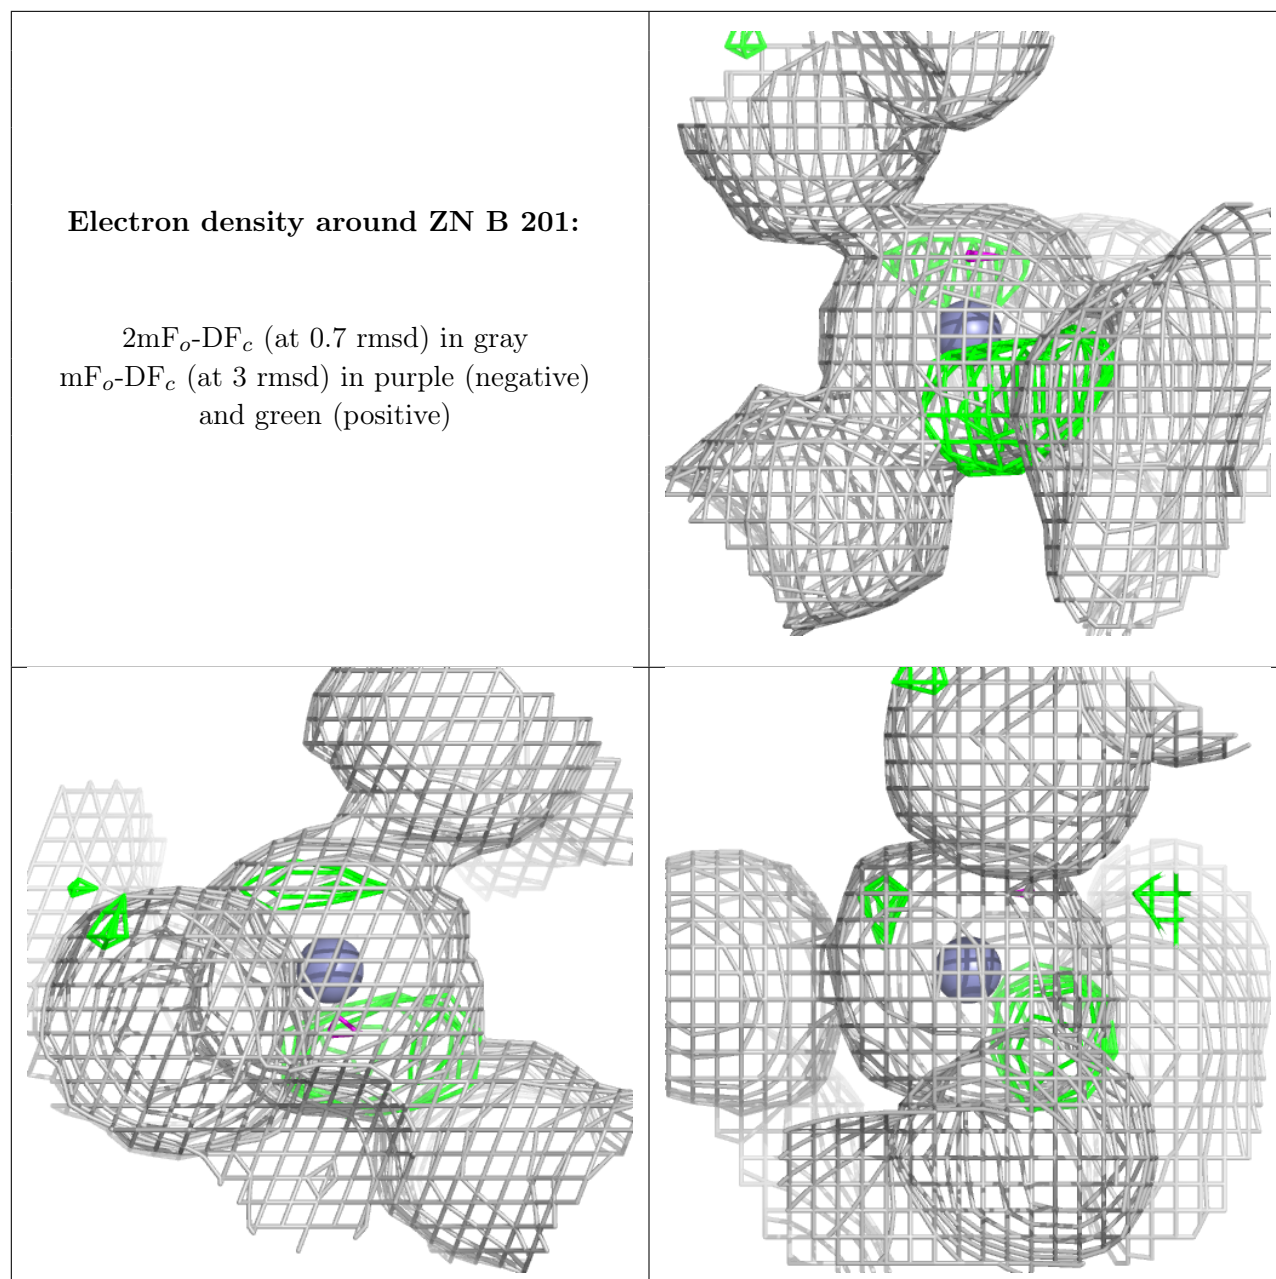 Electron density around ZN B 201:
2mFo-DFc (at 0.7 rmsd) in gray
mFo-DFc (at 3 rmsd) in purple (negative)
and green (positive)